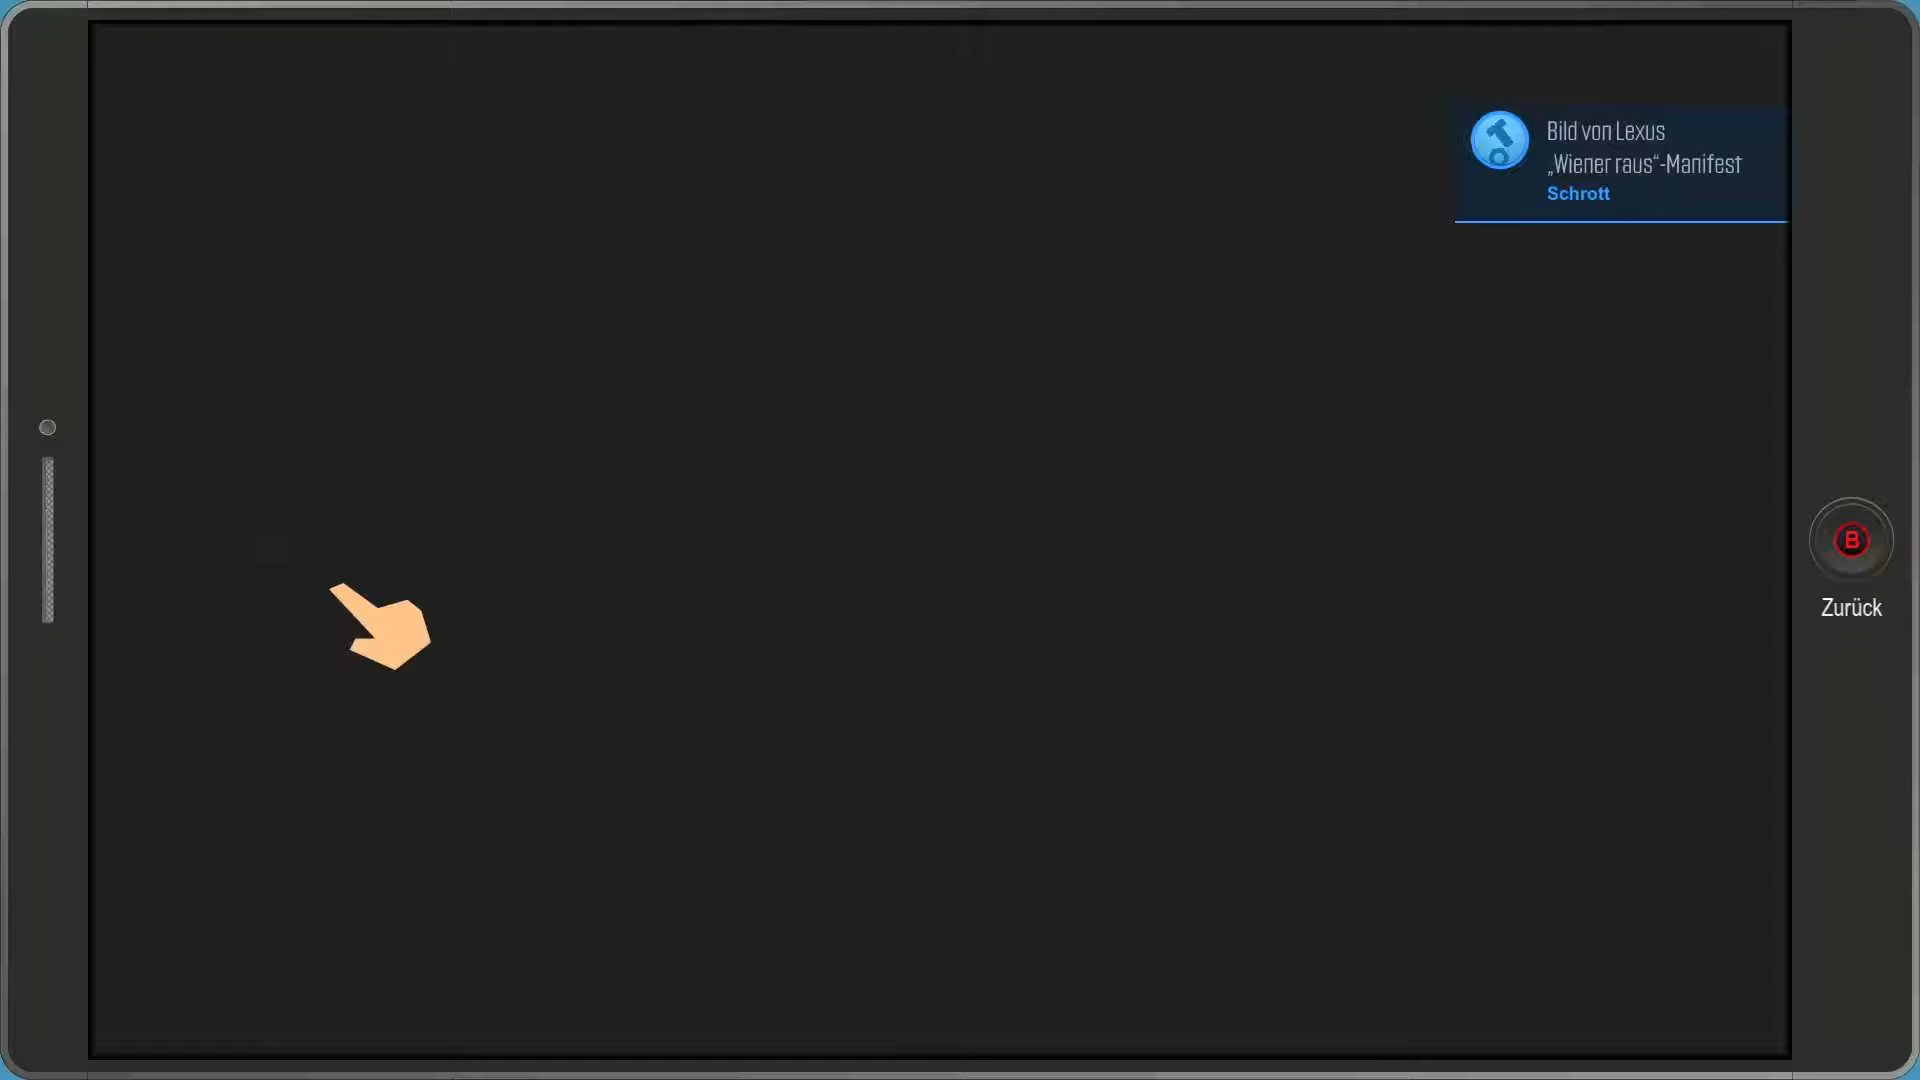 Bild von Lexus
„Wiener raus“-Manifest
Schrott
B
Zurück